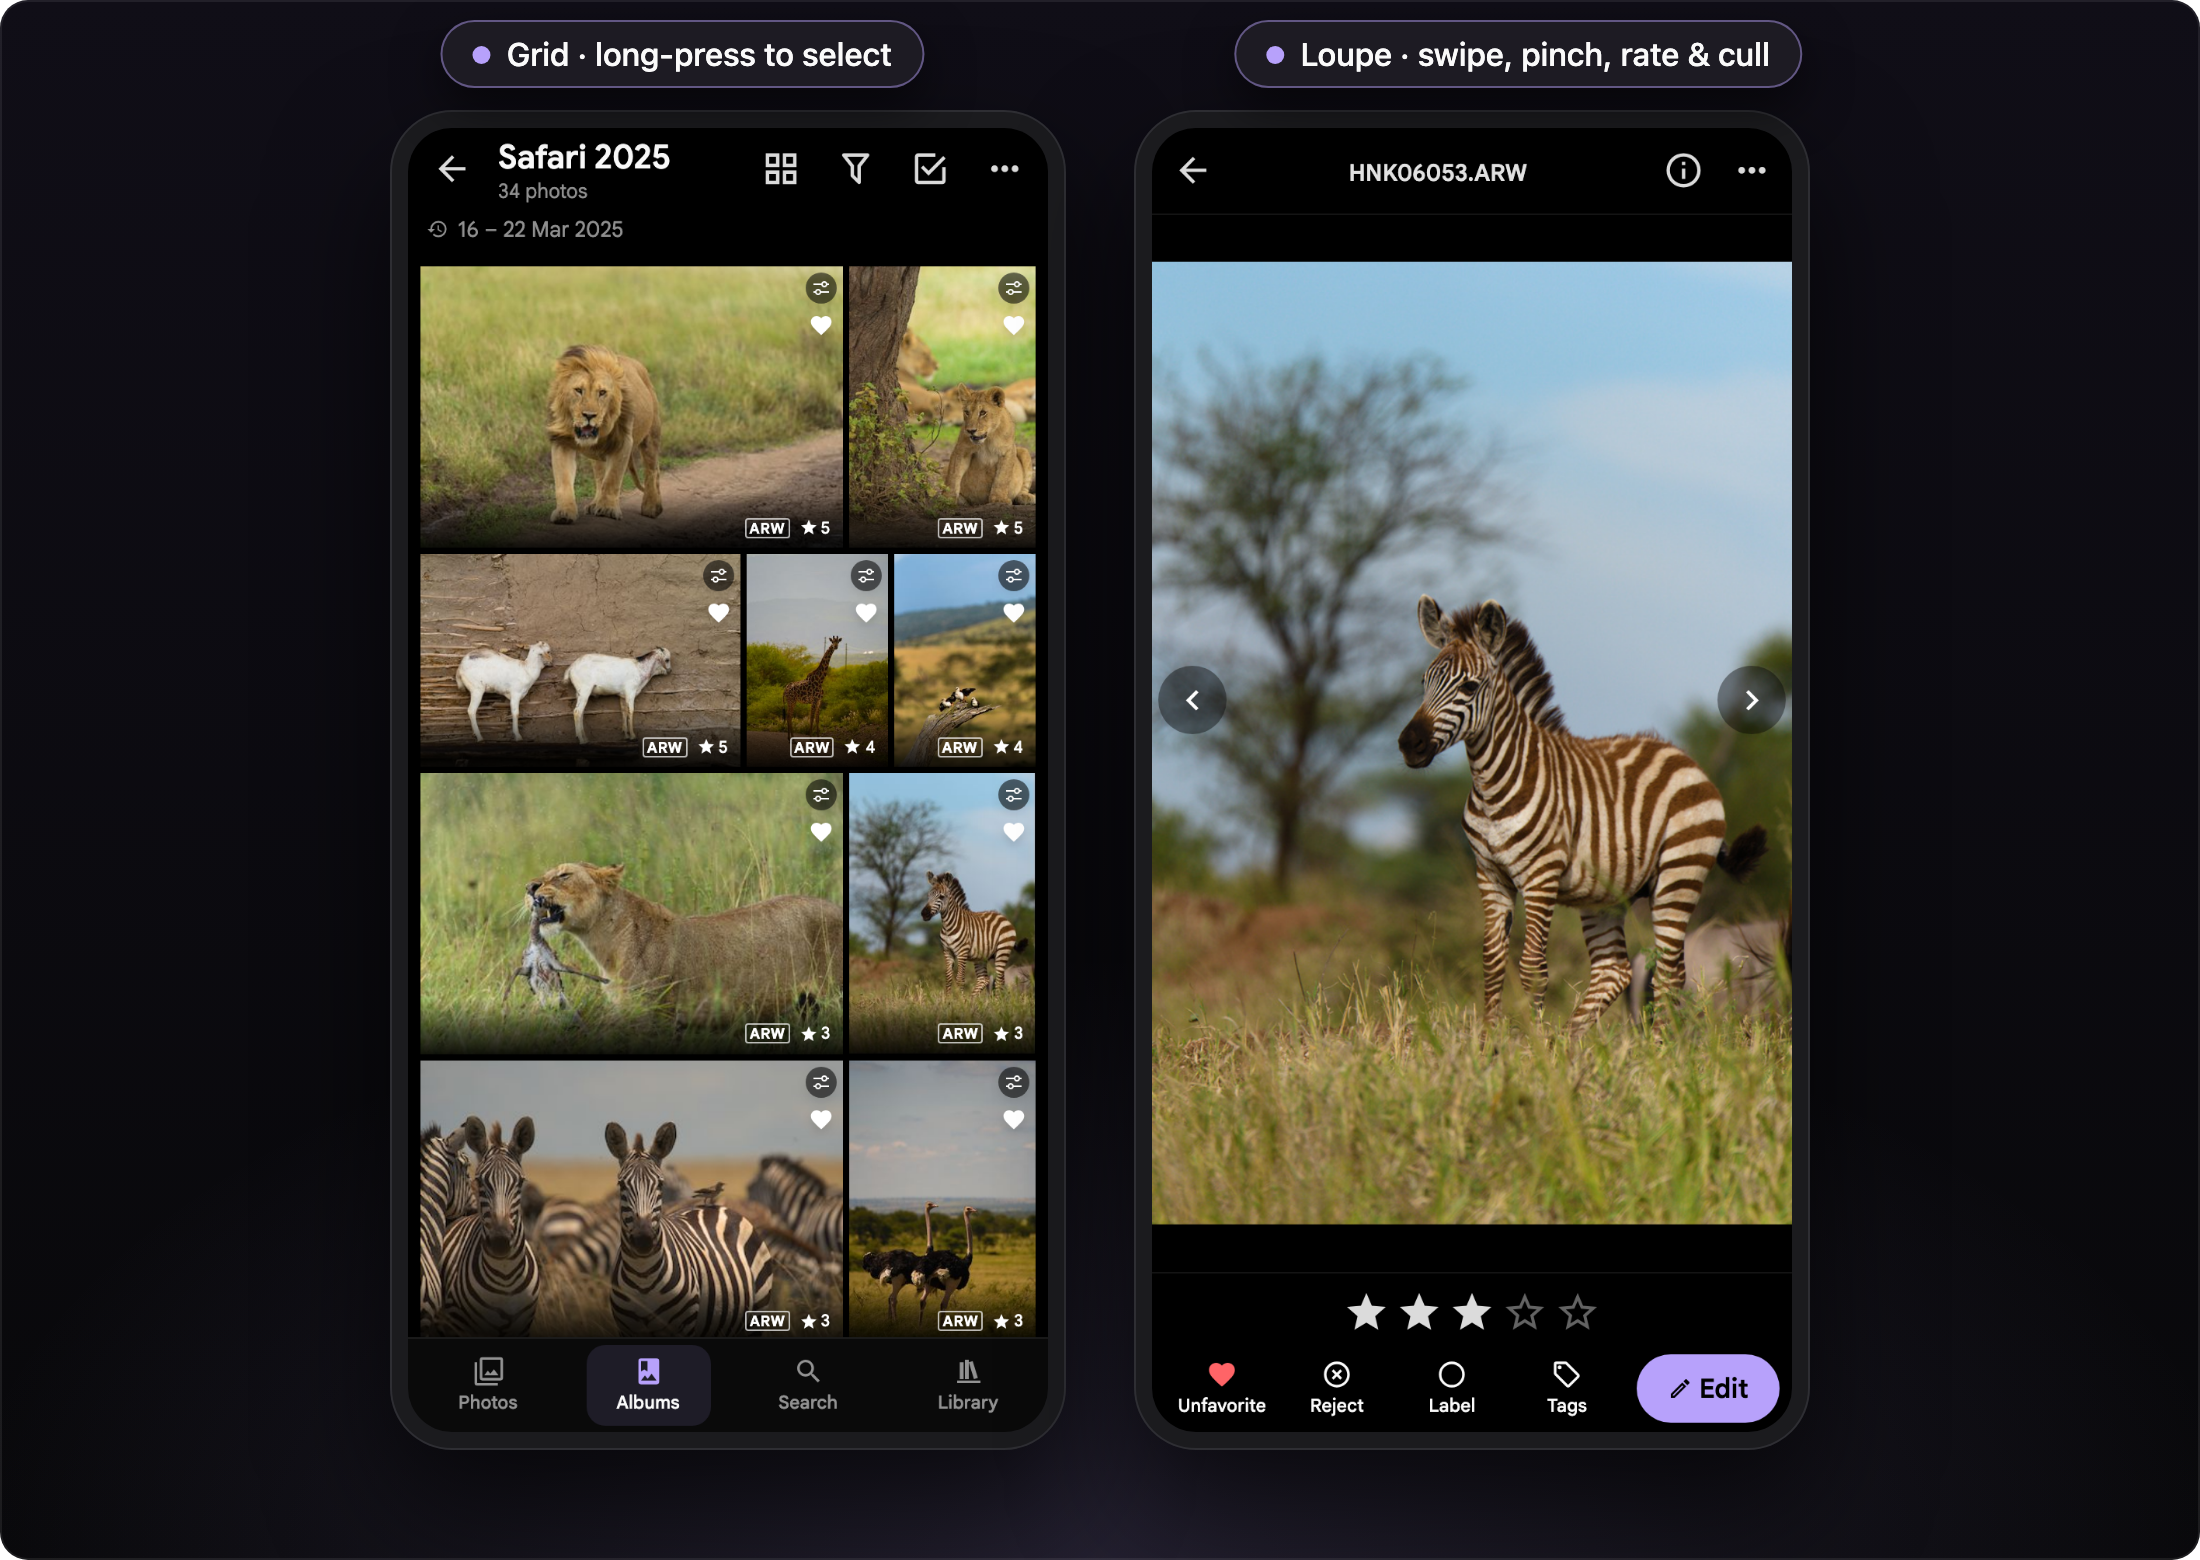 Grid · long-press to select
Loupe · swipe, pinch, rate & cull
Safari 2025
34 photos
16 – 22 Mar 2025
ARW ★ 5
ARW ★ 5
ARW ★ 5
ARW ★ 4
ARW ★ 4
ARW ★ 3
ARW ★ 3
ARW ★ 3
ARW ★ 3
Photos
Albums
Search
Library
HNK06053.ARW
Unfavorite
Reject
Label
Tags
Edit